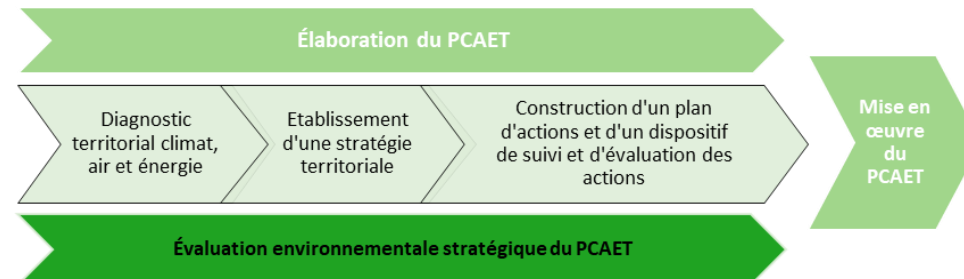 Élaboration du PCAET
Diagnostic
territorial climat,
air et énergie
Etablissement
d'une stratégie
territoriale
Construction d'un plan
d'actions et d'un dispositif
de suivi et d'évaluation des
actions
Mise en
œuvre
du
PCAET
Évaluation environnementale stratégique du PCAET